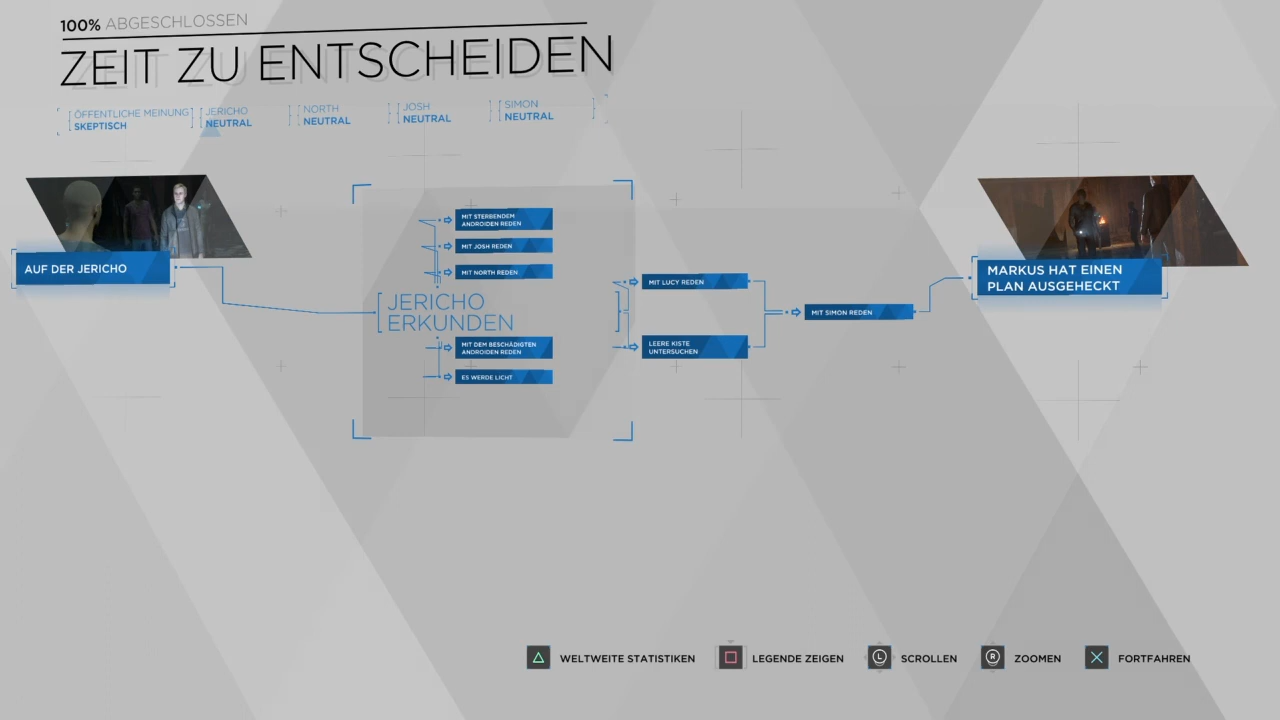 100% ABGESCHLOSSEN
ZEIT ZU ENTSCHEIDEN
ÖFFENTLICHE MEINUNG
SKEPTISCH
JERICHO
NEUTRAL
NORTH
NEUTRAL
JOSH
NEUTRAL
SIMON
NEUTRAL
AUF DER JERICHO
MIT STERBENDEM
ANDROIDEN REDEN
MIT JOSH REDEN
MIT NORTH REDEN
JERICHO
ERKUNDEN
MIT DEM BESCHÄDIGTEN
ANDROIDEN REDEN
ES WERDE LICHT
MIT LUCY REDEN
LEERE KISTE
UNTERSUCHEN
MIT SIMON REDEN
MARKUS HAT EINEN
PLAN AUSGEHECKT
WELTWEITE STATISTIKEN
LEGENDE ZEIGEN
L
SCROLLEN
R
ZOOMEN
FORTFAHREN